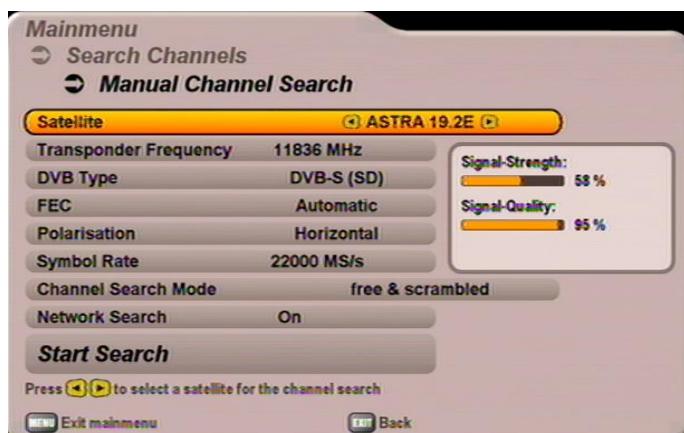 Mainmenu
Search Channels
Manual Channel Search
Satellite ASTRA 19.2E
Transponder Frequency 11836 MHz
DVB Type DVB-S (SD)
FEC Automatic
Polarisation Horizontal
Symbol Rate 22000 MS/s
Channel Search Mode free & scrambled
Network Search On
Signal-Strength:
58 %
Signal-Quality:
95 %
Start Search
Press to select a satellite for the channel search
MENU Exit mainmenu EXIT Back